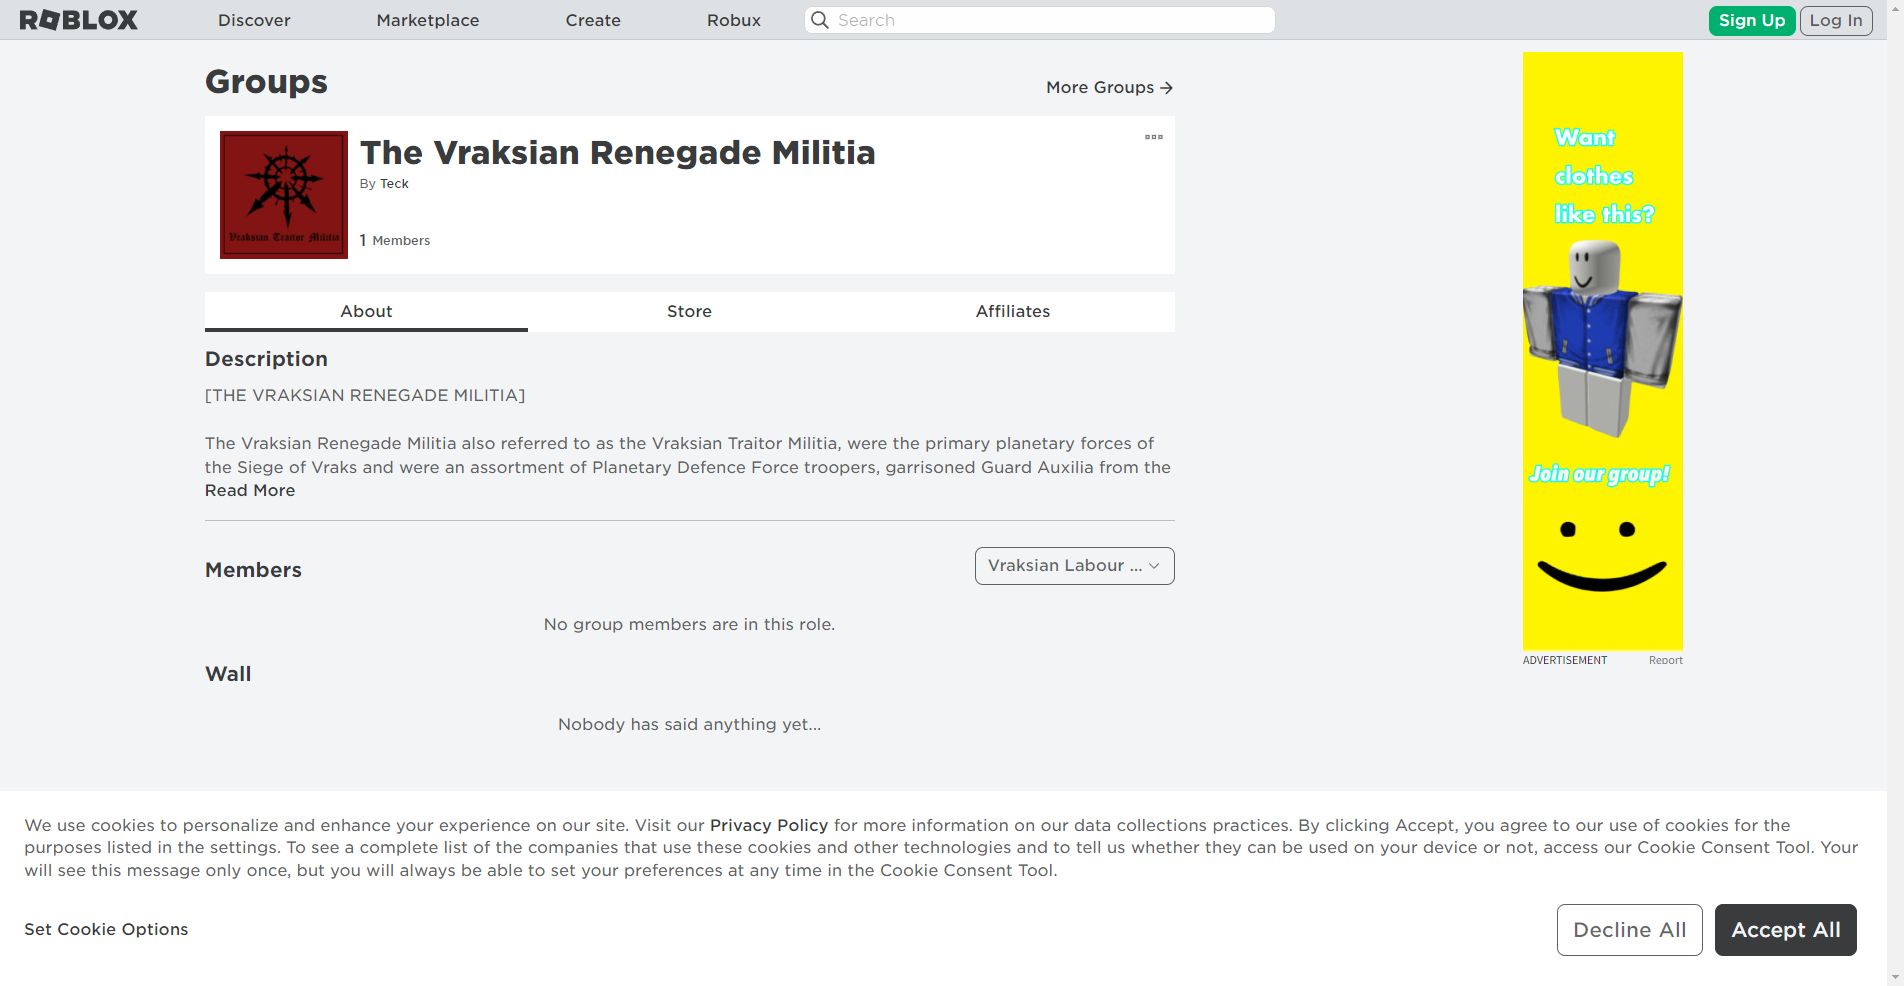 ROBLOX
Discover
Marketplace
Create
Robux
Search
Sign Up
Log In
Groups
More Groups
The Vraksian Renegade Militia
By Teck
1 Members
Vraksian Traitor Militia
About
Store
Affiliates
Description
[THE VRAKSIAN RENEGADE MILITIA]
The Vraksian Renegade Militia also referred to as the Vraksian Traitor Militia, were the primary planetary forces of
the Siege of Vraks and were an assortment of Planetary Defence Force troopers, garrisoned Guard Auxilia from the
Read More
Members
Vraksian Labour ...
No group members are in this role.
Wall
Nobody has said anything yet...
Want
clothes
like this?
Join our group!
ADVERTISEMENT
Report
We use cookies to personalize and enhance your experience on our site. Visit our Privacy Policy for more information on our data collections practices. By clicking Accept, you agree to our use of cookies for the
purposes listed in the settings. To see a complete list of the companies that use these cookies and other technologies and to tell us whether they can be used on your device or not, access our Cookie Consent Tool. Your
will see this message only once, but you will always be able to set your preferences at any time in the Cookie Consent Tool.
Set Cookie Options
Decline All
Accept All